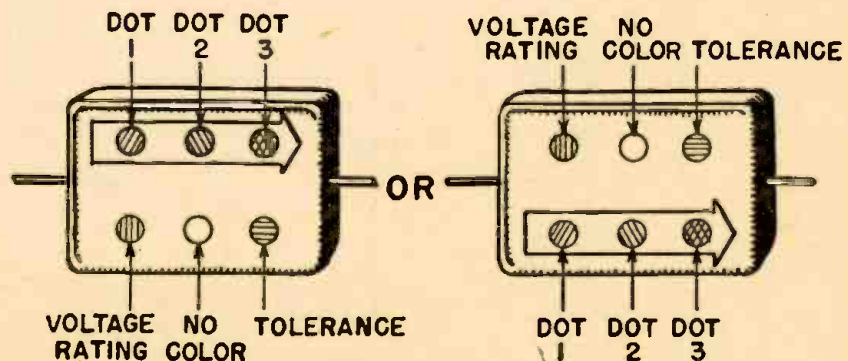 DOT DOT DOT
1 2 3
VOLTAGE NO
RATING COLOR TOLERANCE
OR
VOLTAGE NO TOLERANCE
RATING COLOR
DOT DOT DOT
1 2 3